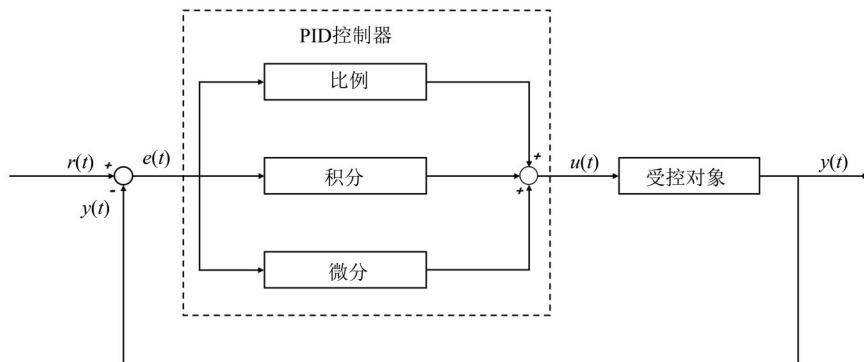 PID控制器
比例
r(t)
+
e(t)
积分
+
+
u(t)
受控对象
y(t)
-
y(t)
微分